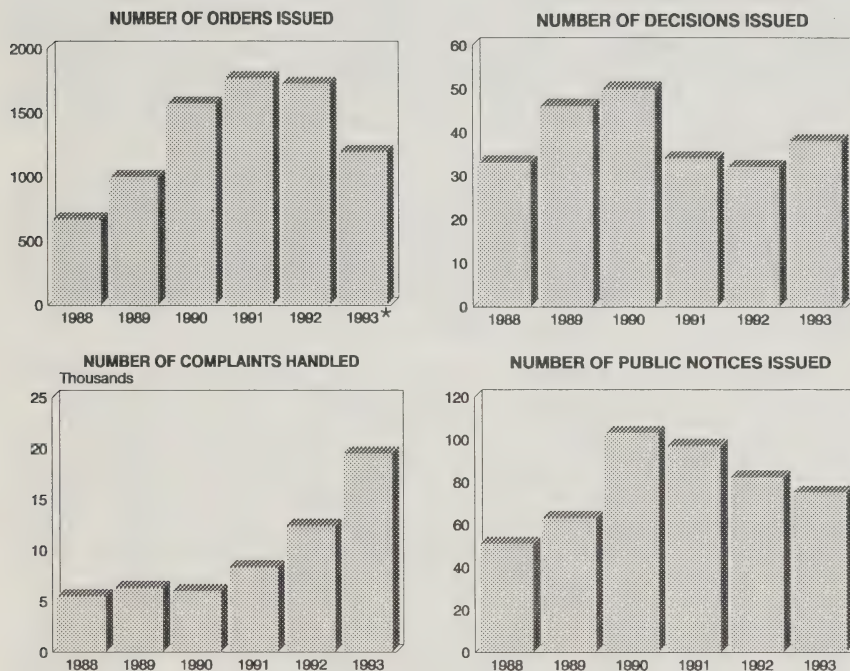 NUMBER OF ORDERS ISSUED
2000
1500
1000
500
0
1988 1989 1990 1991 1992 1993*
NUMBER OF DECISIONS ISSUED
60
50
40
30
20
10
0
1988 1989 1990 1991 1992 1993
NUMBER OF COMPLAINTS HANDLED
Thousands
25
20
15
10
5
0
1988 1989 1990 1991 1992 1993
NUMBER OF PUBLIC NOTICES ISSUED
120
100
80
60
40
20
0
1988 1989 1990 1991 1992 1993